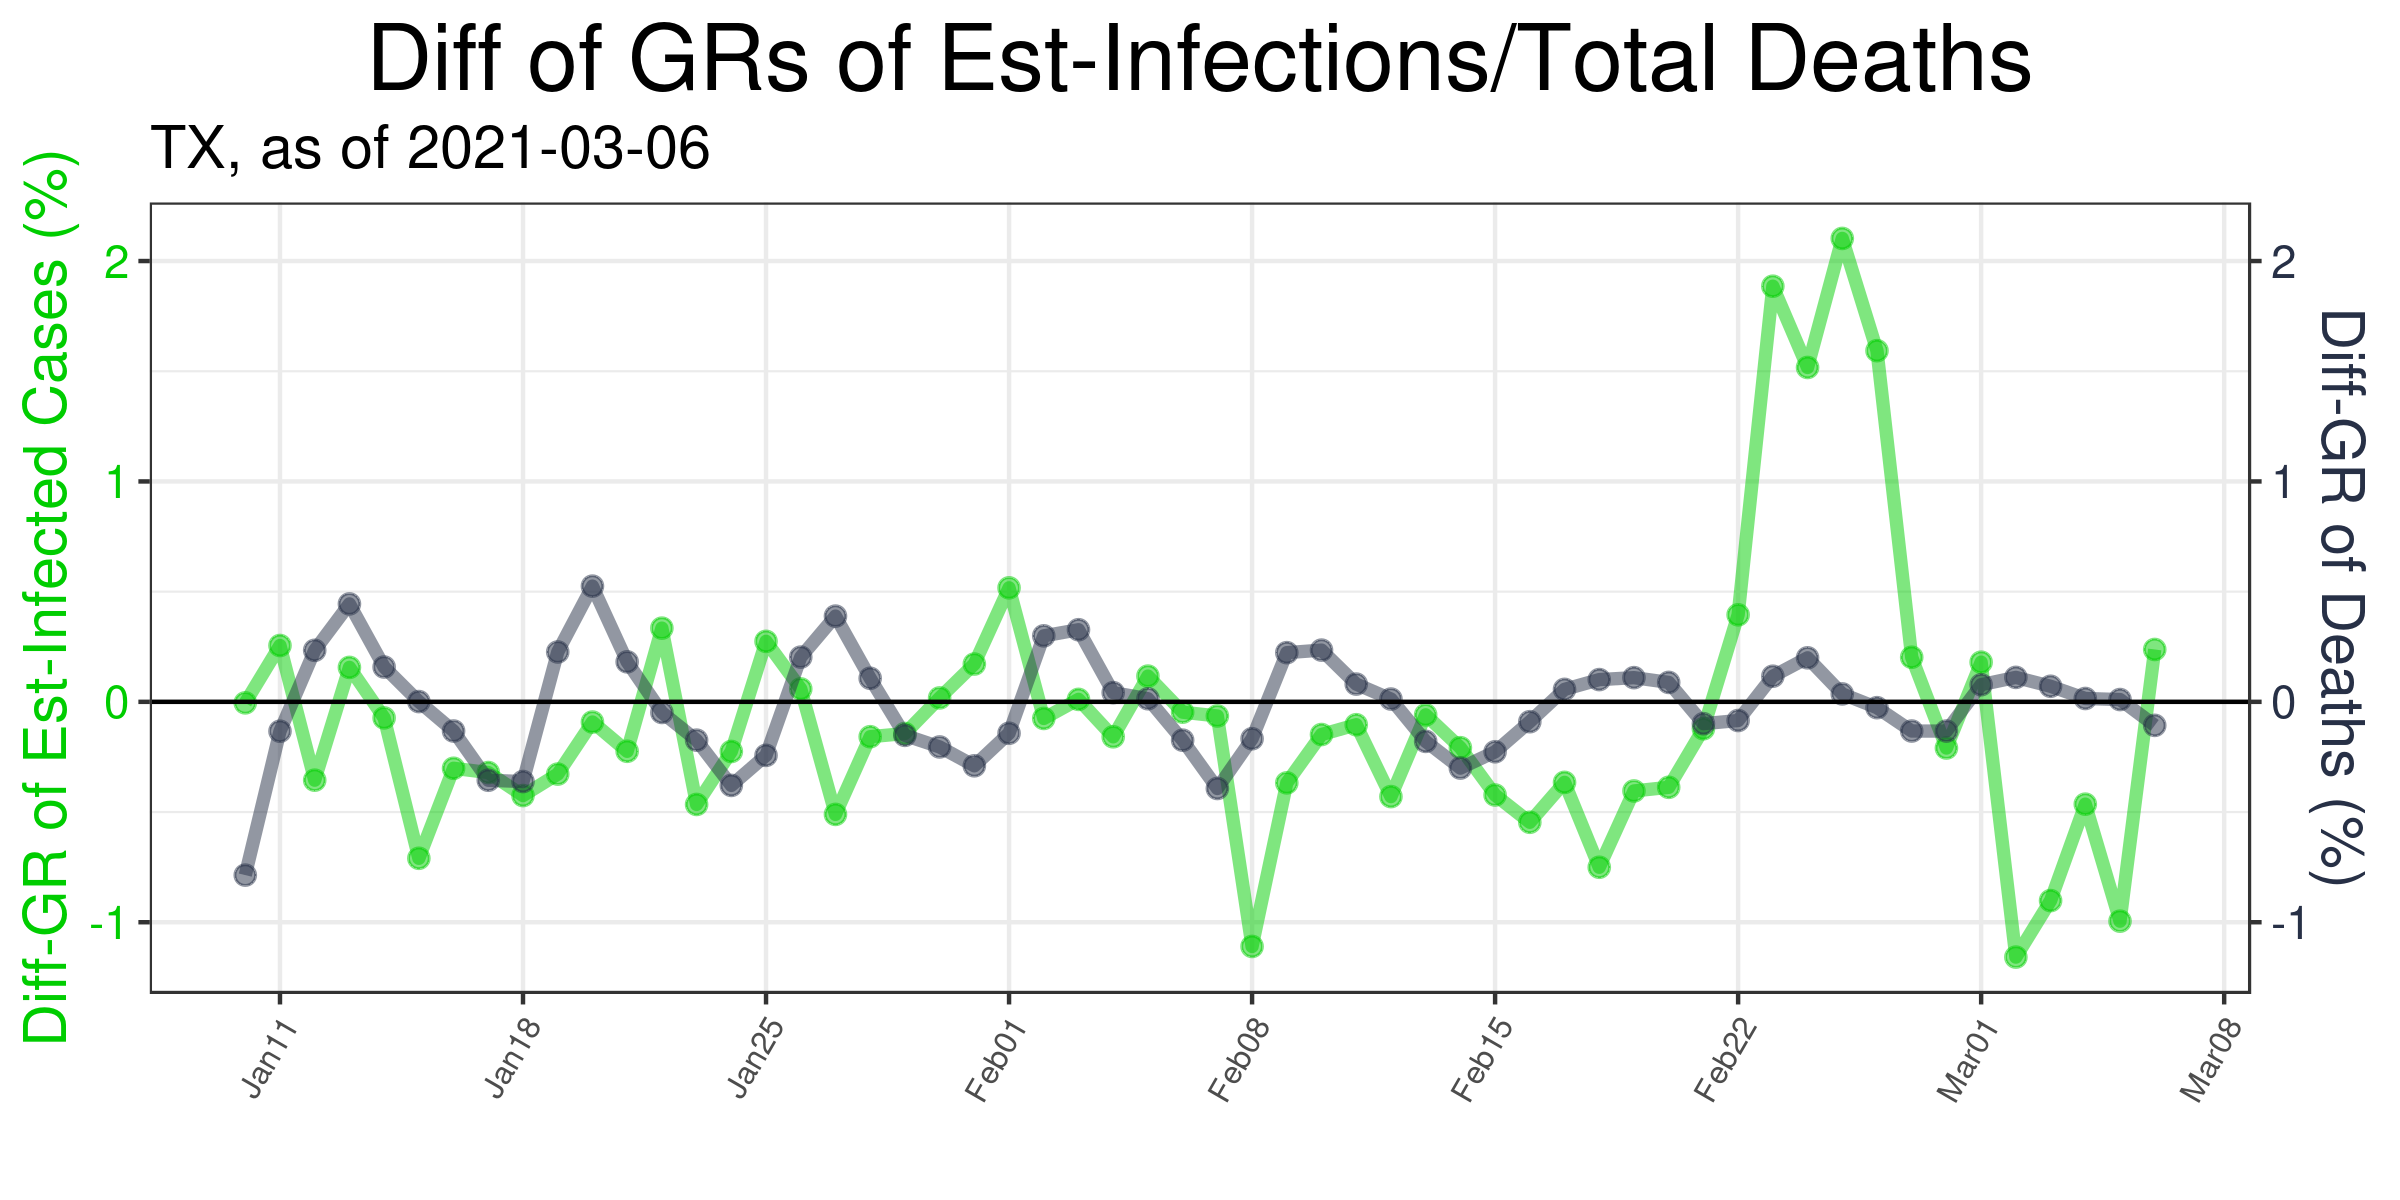 Diff of GRs of Est-Infections/Total Deaths
TX, as of 2021-03-06
Diff-GR of Est-Infected Cases (%)
2
1
0
-1
2
1
0
-1
Diff-GR of Deaths (%)
Jan11
Jan18
Jan25
Feb01
Feb08
Feb15
Feb22
Mar01
Mar08